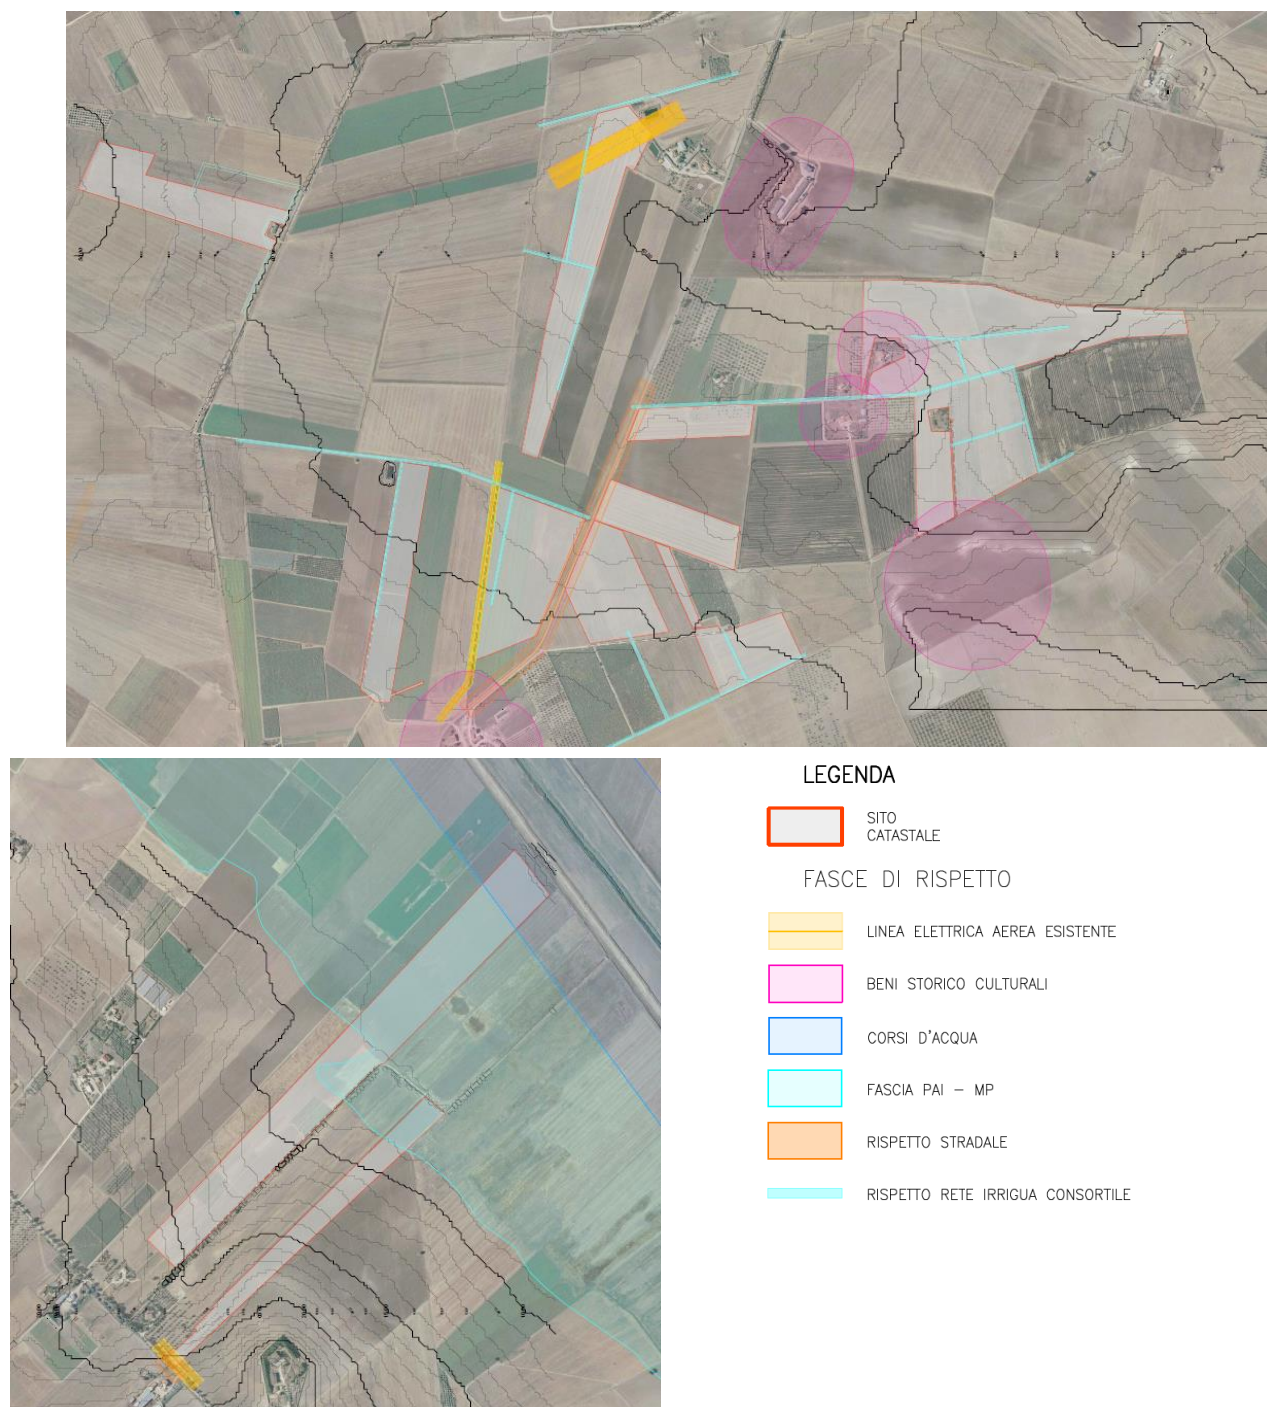 LEGENDA
SITO
CATASTALE
FASCE DI RISPETTO
LINEA ELETTRICA AEREA ESISTENTE
BENI STORICO CULTURALI
CORSI D'ACQUA
FASCIA PAI – MP
RISPETTO STRADALE
RISPETTO RETE IRRIGUA CONSORTILE